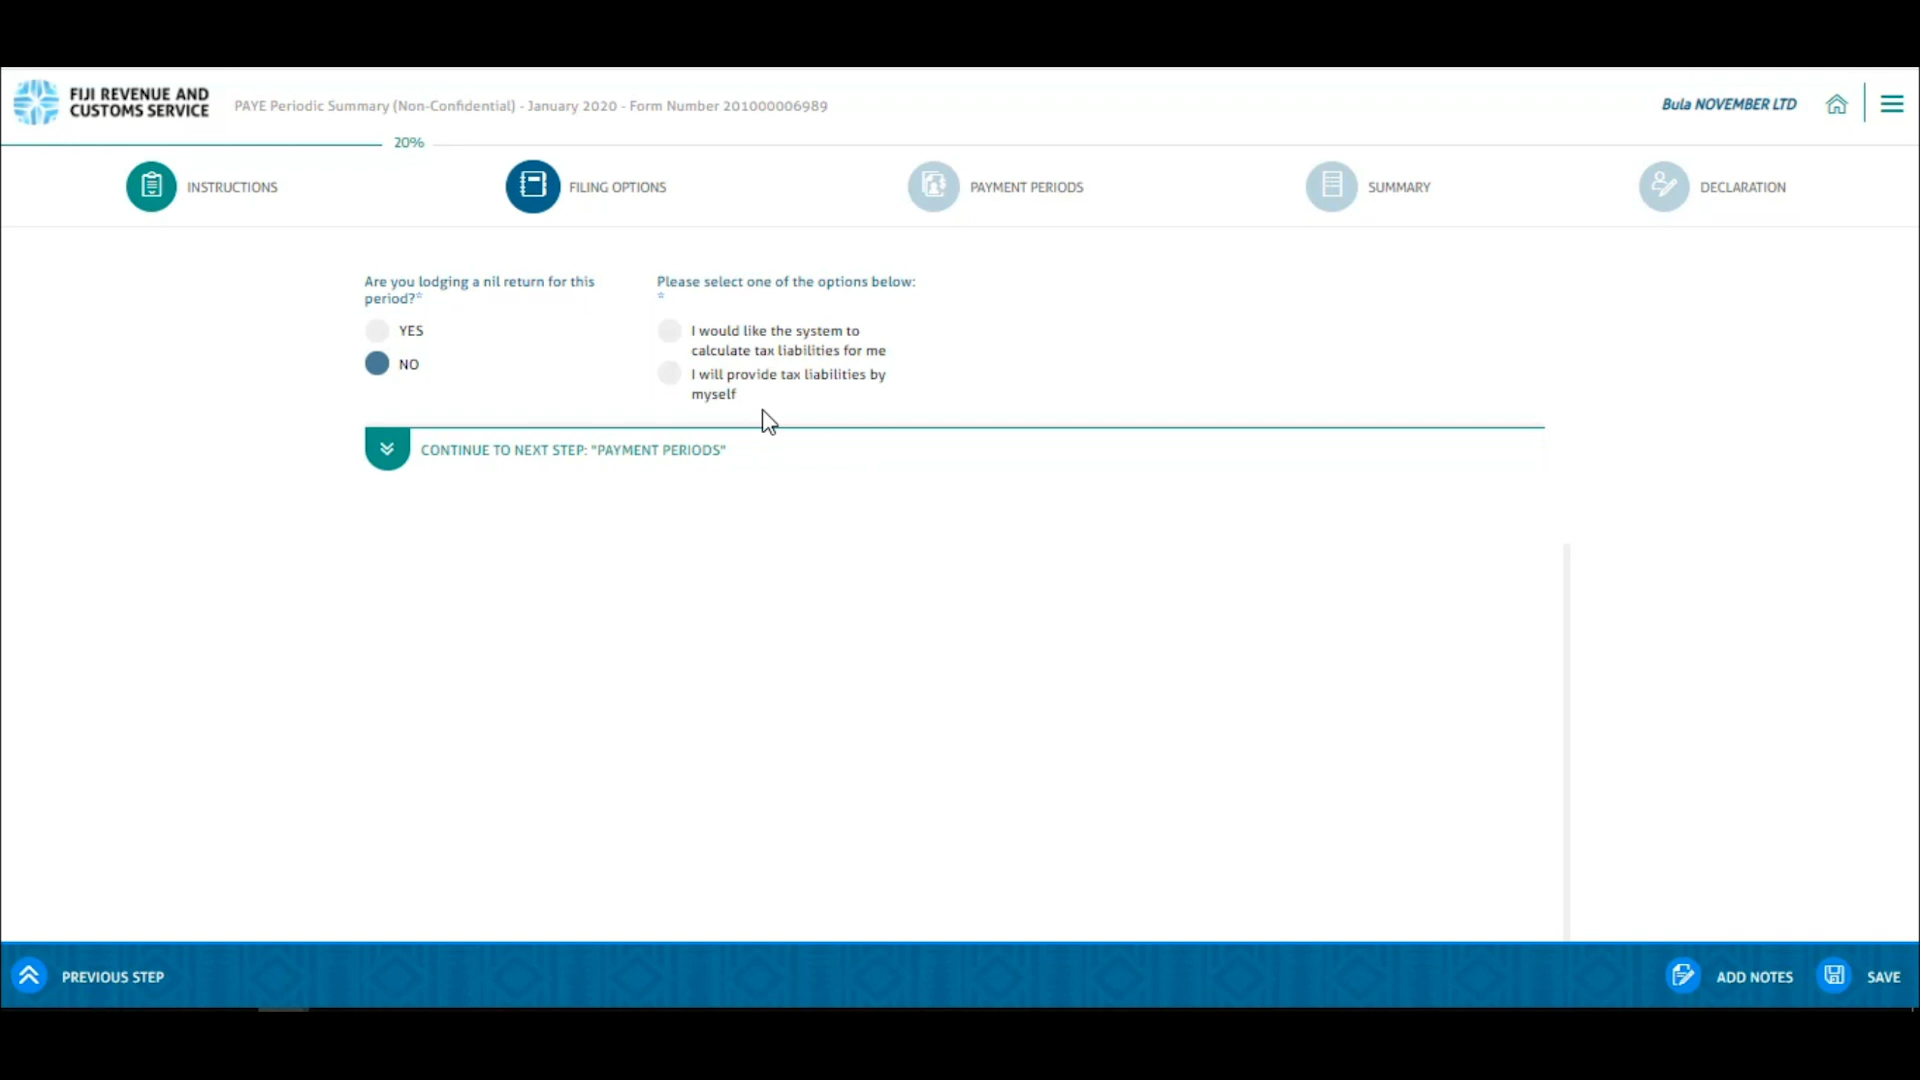 FIJI REVENUE AND
CUSTOMS SERVICE
PAYE Periodic Summary (Non-Confidential) - January 2020 - Form Number 201000006989
Bula NOVEMBER LTD
20%
INSTRUCTIONS
FILING OPTIONS
PAYMENT PERIODS
SUMMARY
DECLARATION
Are you lodging a nil return for this
period?*
YES
NO
Please select one of the options below:
*
I would like the system to
calculate tax liabilities for me
I will provide tax liabilities by
myself
CONTINUE TO NEXT STEP: "PAYMENT PERIODS"
PREVIOUS STEP
ADD NOTES
SAVE